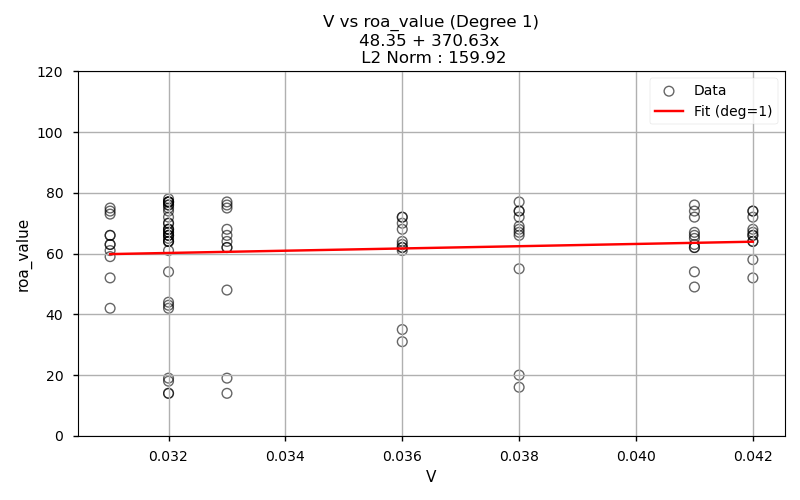 V vs roa_value (Degree 1)
48.35 + 370.63x
L2 Norm : 159.92
Data
Fit (deg=1)
120
100
80
60
40
20
0
roa_value
0.032
0.034
0.036
0.038
0.040
0.042
V